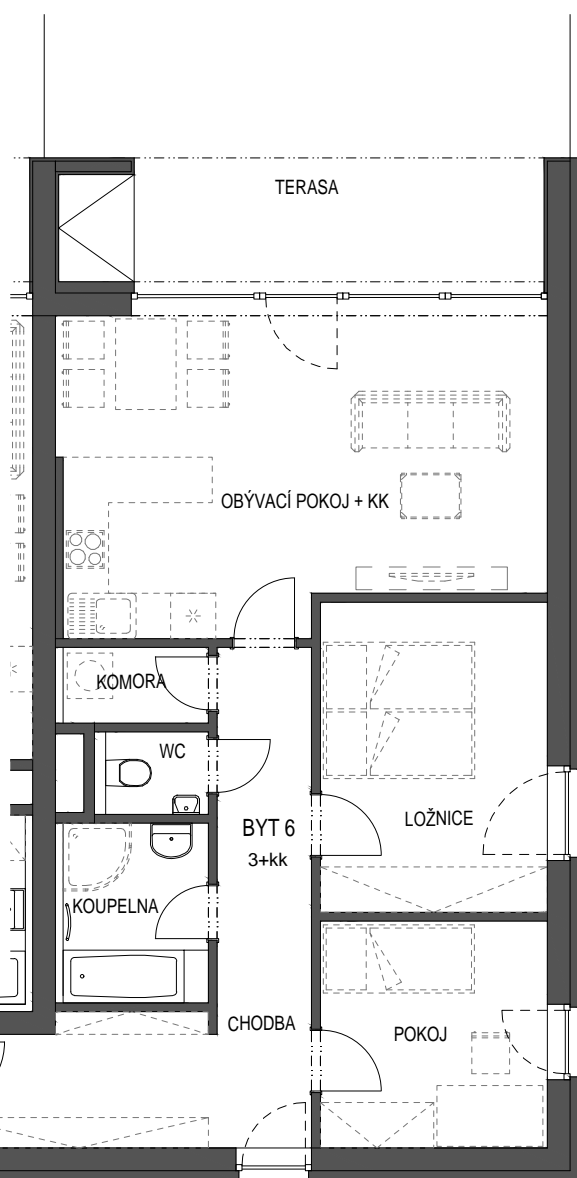 TERASA
OBÝVACÍ POKOJ + KK
KOMORA
WC
BYT 6
3+kk
LOŽNICE
KOUPELNA
CHODBA
POKOJ